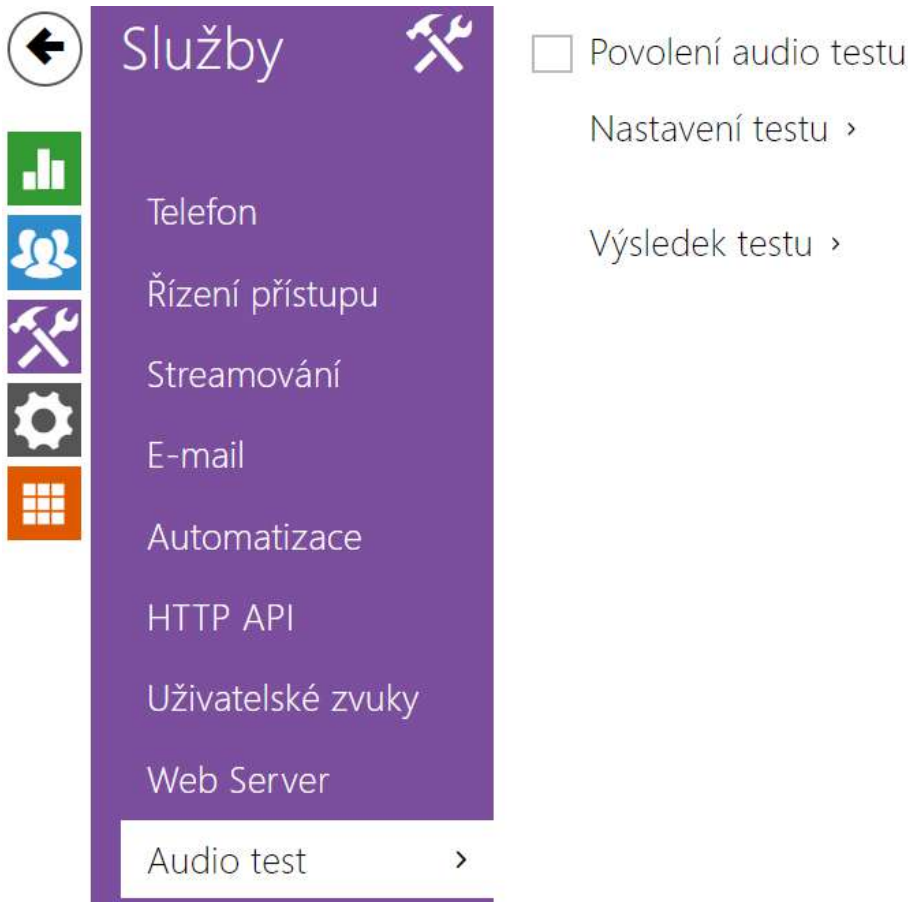 Služby
Telefon
Řízení přístupu
Streamování
E-mail
Automatizace
HTTP API
Uživatelské zvuky
Web Server
Audio test
Povolení audio testu
Nastavení testu
Výsledek testu